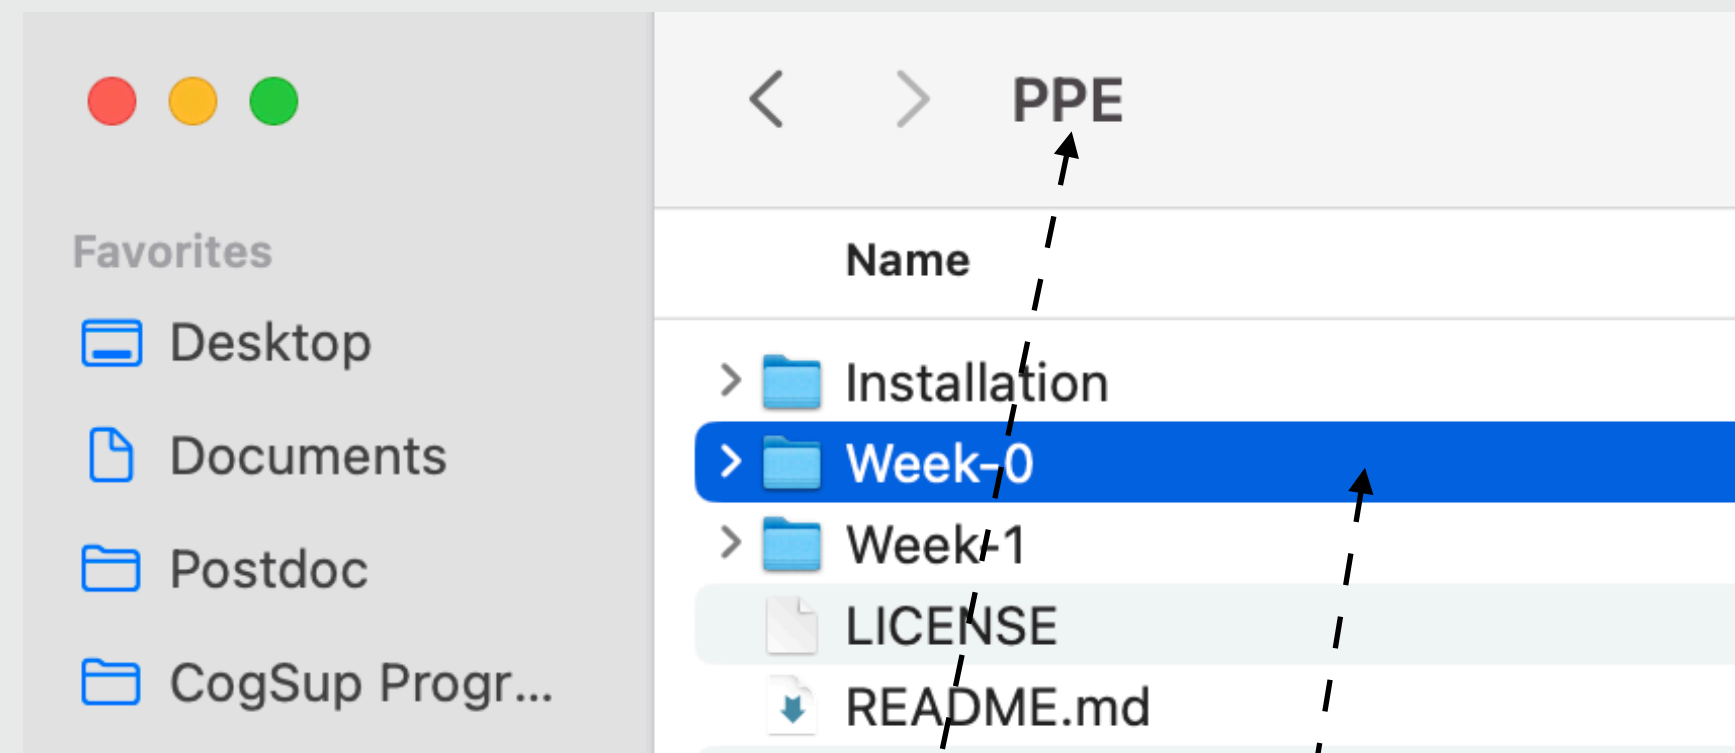 PPE
Favorites
Desktop
Documents
Postdoc
CogSup Progr...
Name
Installation
Week-0
Week-1
LICENSE
README.md